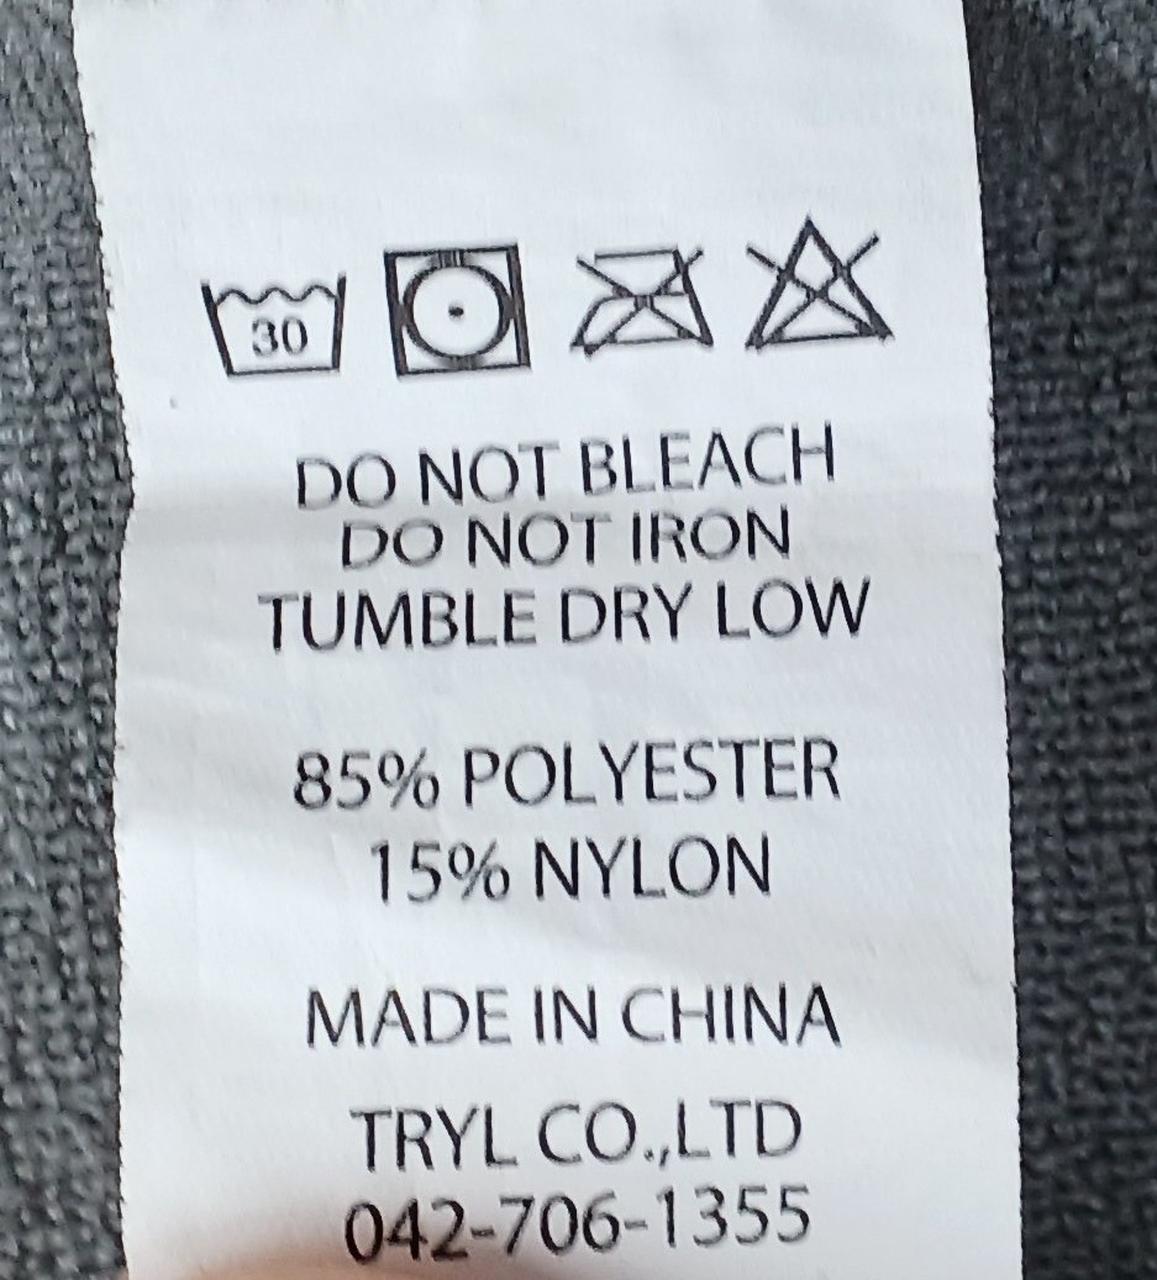 30
DO NOT BLEACH
DO NOT IRON
TUMBLE DRY LOW
85% POLYESTER
15% NYLON
MADE IN CHINA
TRYL CO.,LTD
042-706-1355